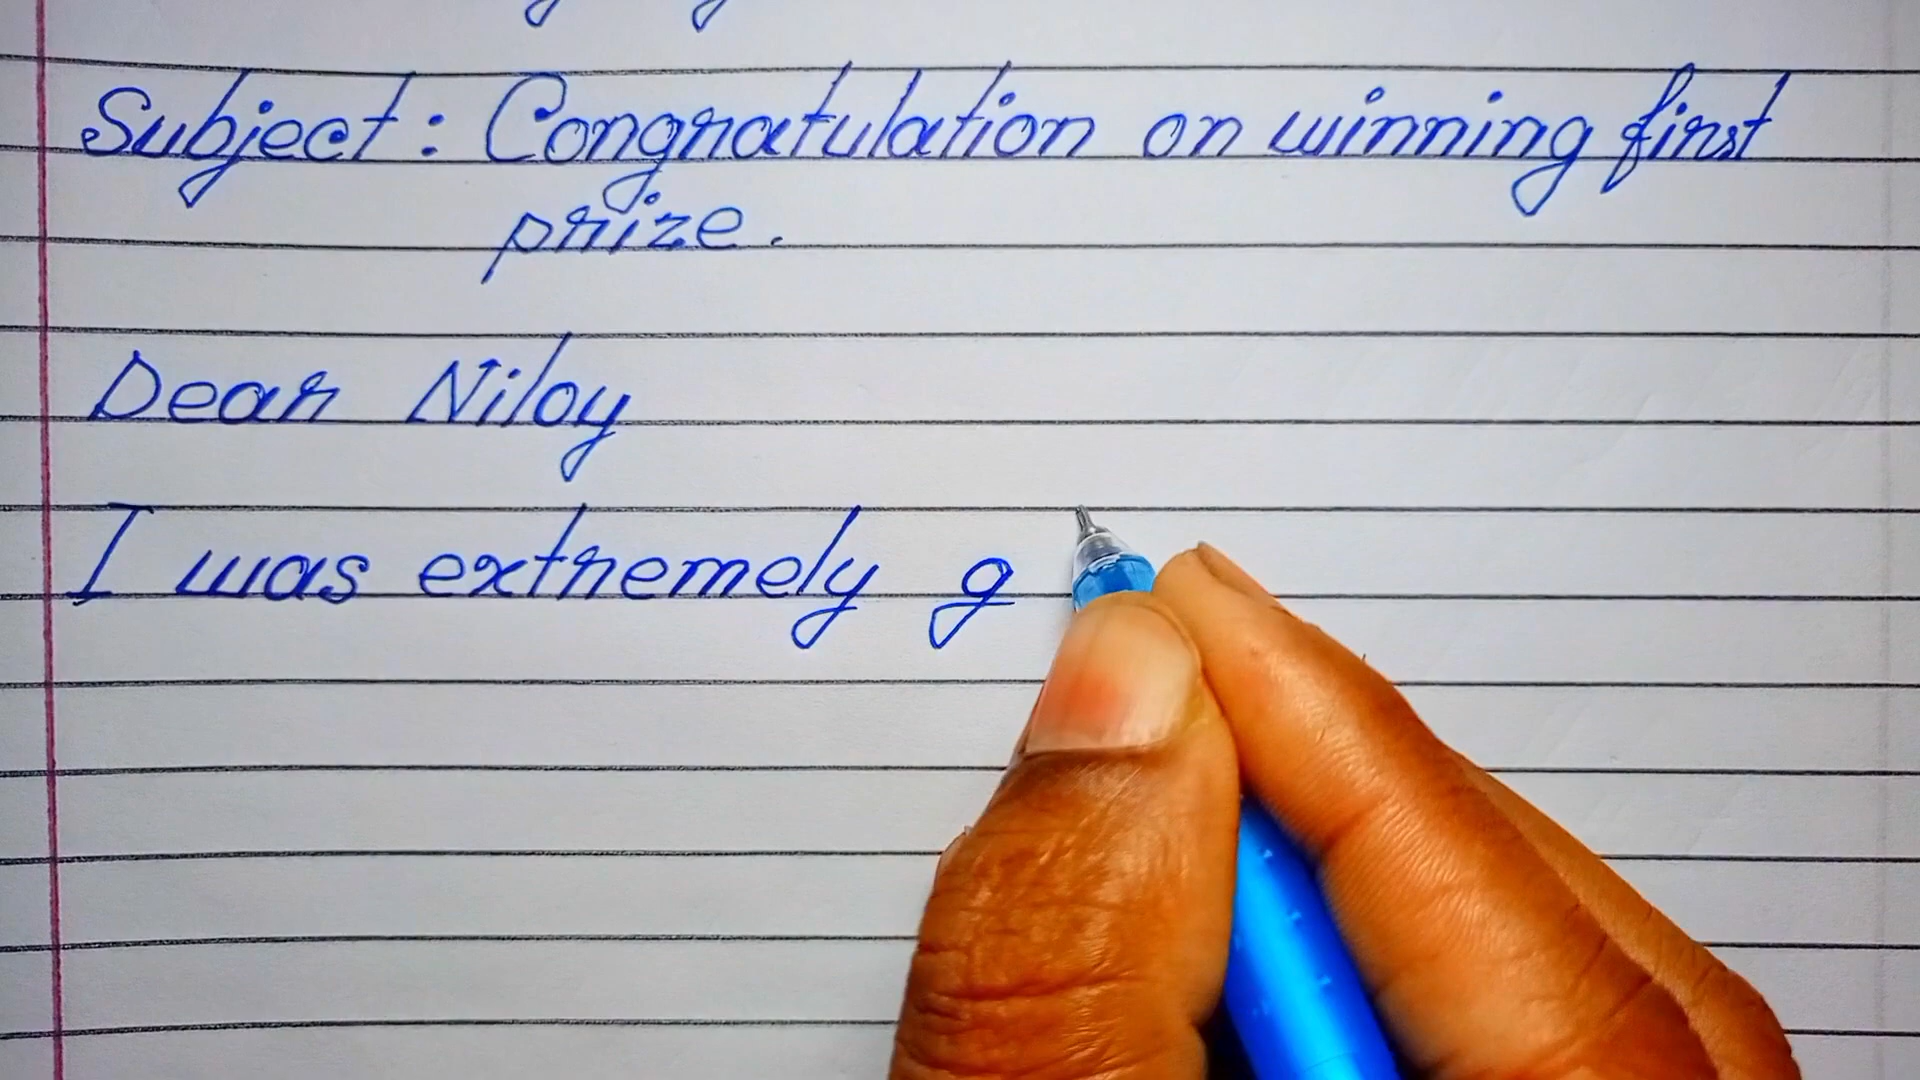 Subject: Congratulation on winning first
prize.
Dear Niloy
I was extremely g